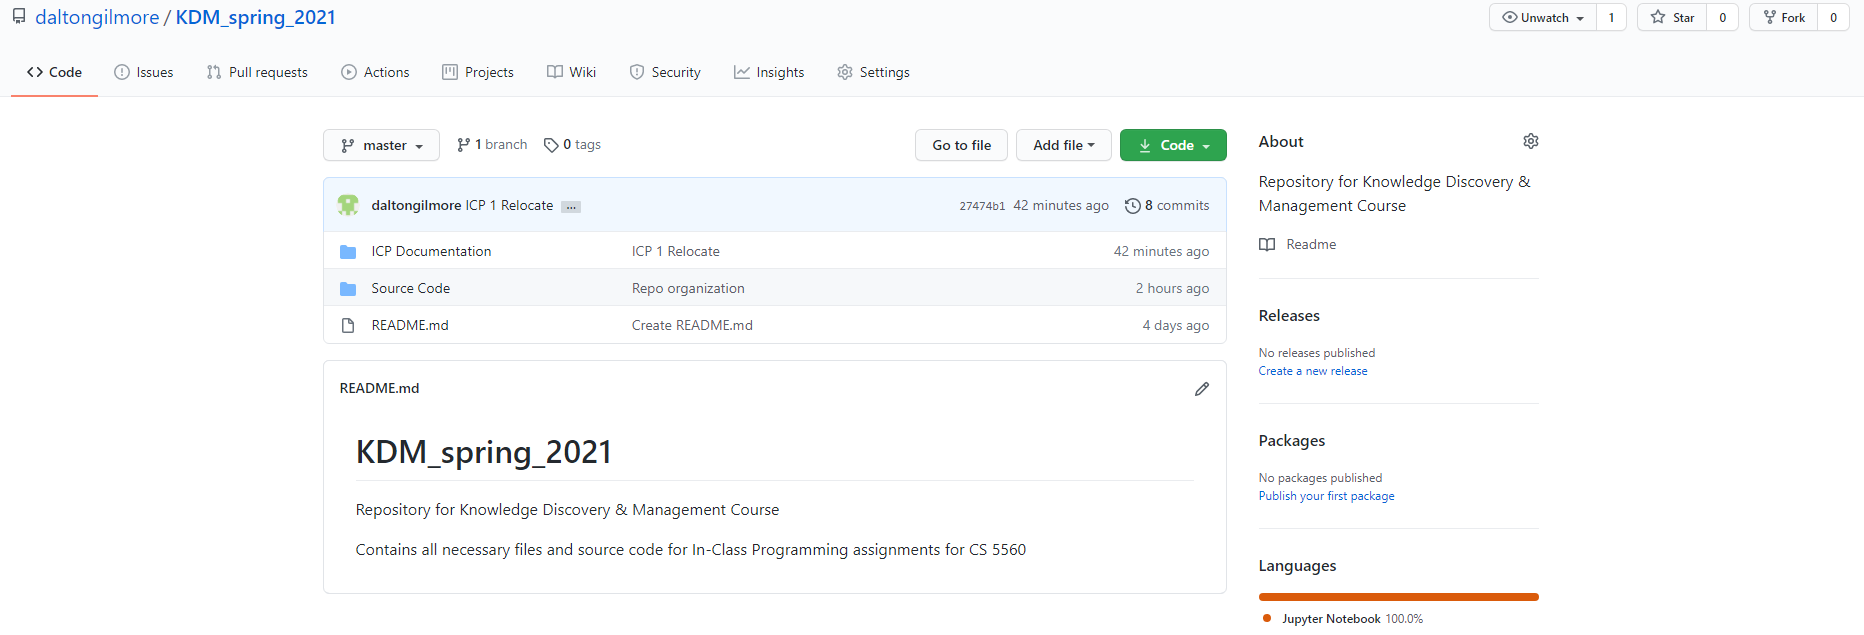 daltongilmore / KDM_spring_2021
Unwatch 1 Star 0 Fork 0
Code Issues Pull requests Actions Projects Wiki Security Insights Settings
master 1 branch 0 tags Go to file Add file Code
daltongilmore ICP 1 Relocate ... 27474b1 42 minutes ago 8 commits
ICP Documentation ICP 1 Relocate 42 minutes ago
Source Code Repo organization 2 hours ago
README.md Create README.md 4 days ago
README.md
KDM_spring_2021
Repository for Knowledge Discovery & Management Course
Contains all necessary files and source code for In-Class Programming assignments for CS 5560
About
Repository for Knowledge Discovery &
Management Course
Readme
Releases
No releases published
Create a new release
Packages
No packages published
Publish your first package
Languages
Jupyter Notebook 100.0%